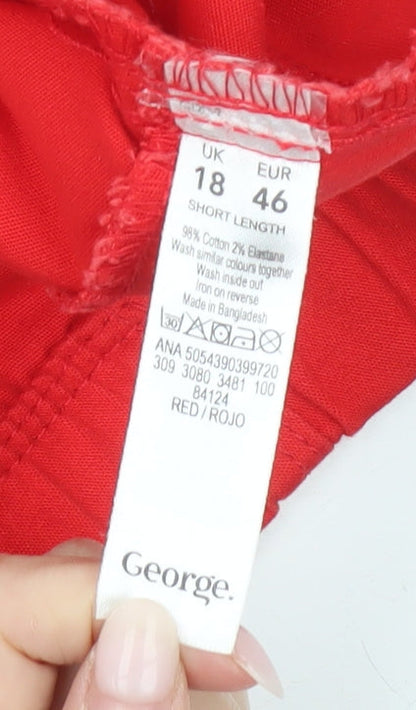 UK EUR
18 46
SHORT LENGTH
98% Cotton 2% Elastane
Wash similar colours together
Wash inside out
Iron on reverse
Made in Bangladesh
30
ANA 5054390399720
309 3080 3481 100
84124
RED / ROJO
George.